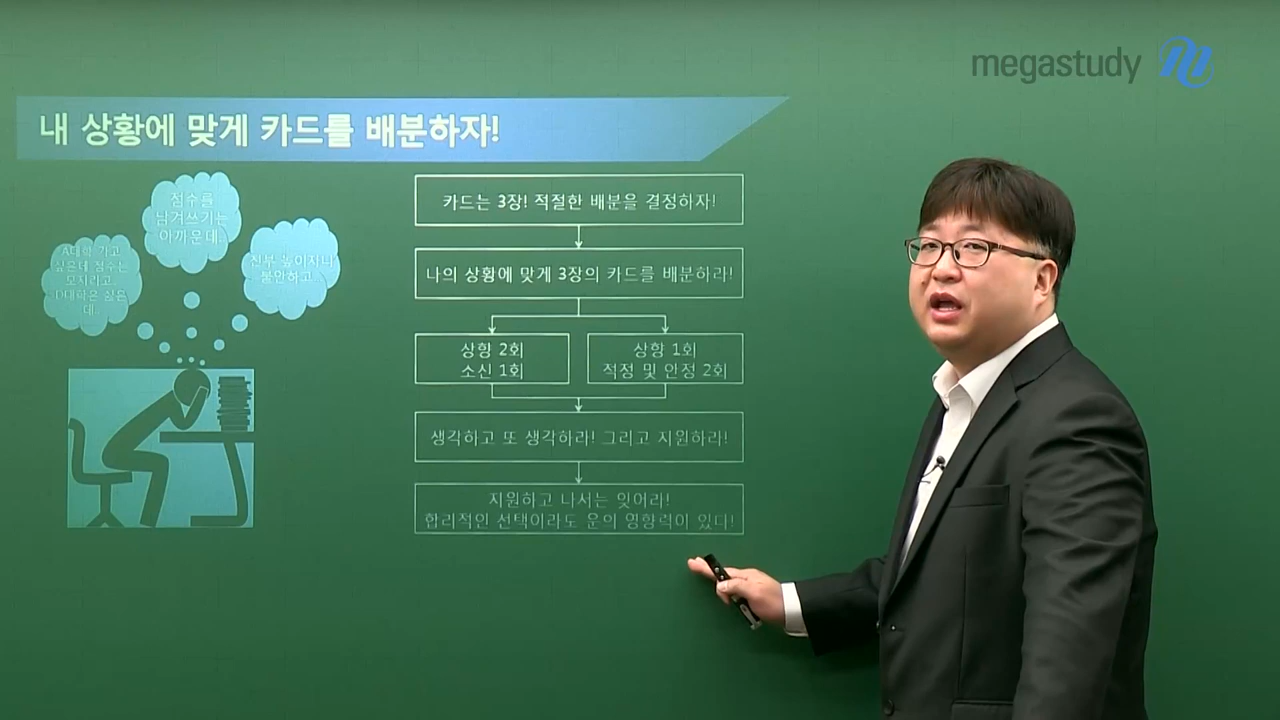 megastudy
내 상황에 맞게 카드를 배분하자!
점수를
남겨쓰기는
아까운데..
A대학 가고
싶은데 점수는
모자라고..
D대학은 싫은
데..
전부 높이자니
불안하고...
카드는 3장! 적절한 배분을 결정하자!
나의 상황에 맞게 3장의 카드를 배분하라!
상향 2회
소신 1회
상향 1회
적정 및 안정 2회
생각하고 또 생각하라! 그리고 지원하라!
지원하고 나서는 잊어라!
합리적인 선택이라도 운의 영향력이 있다!